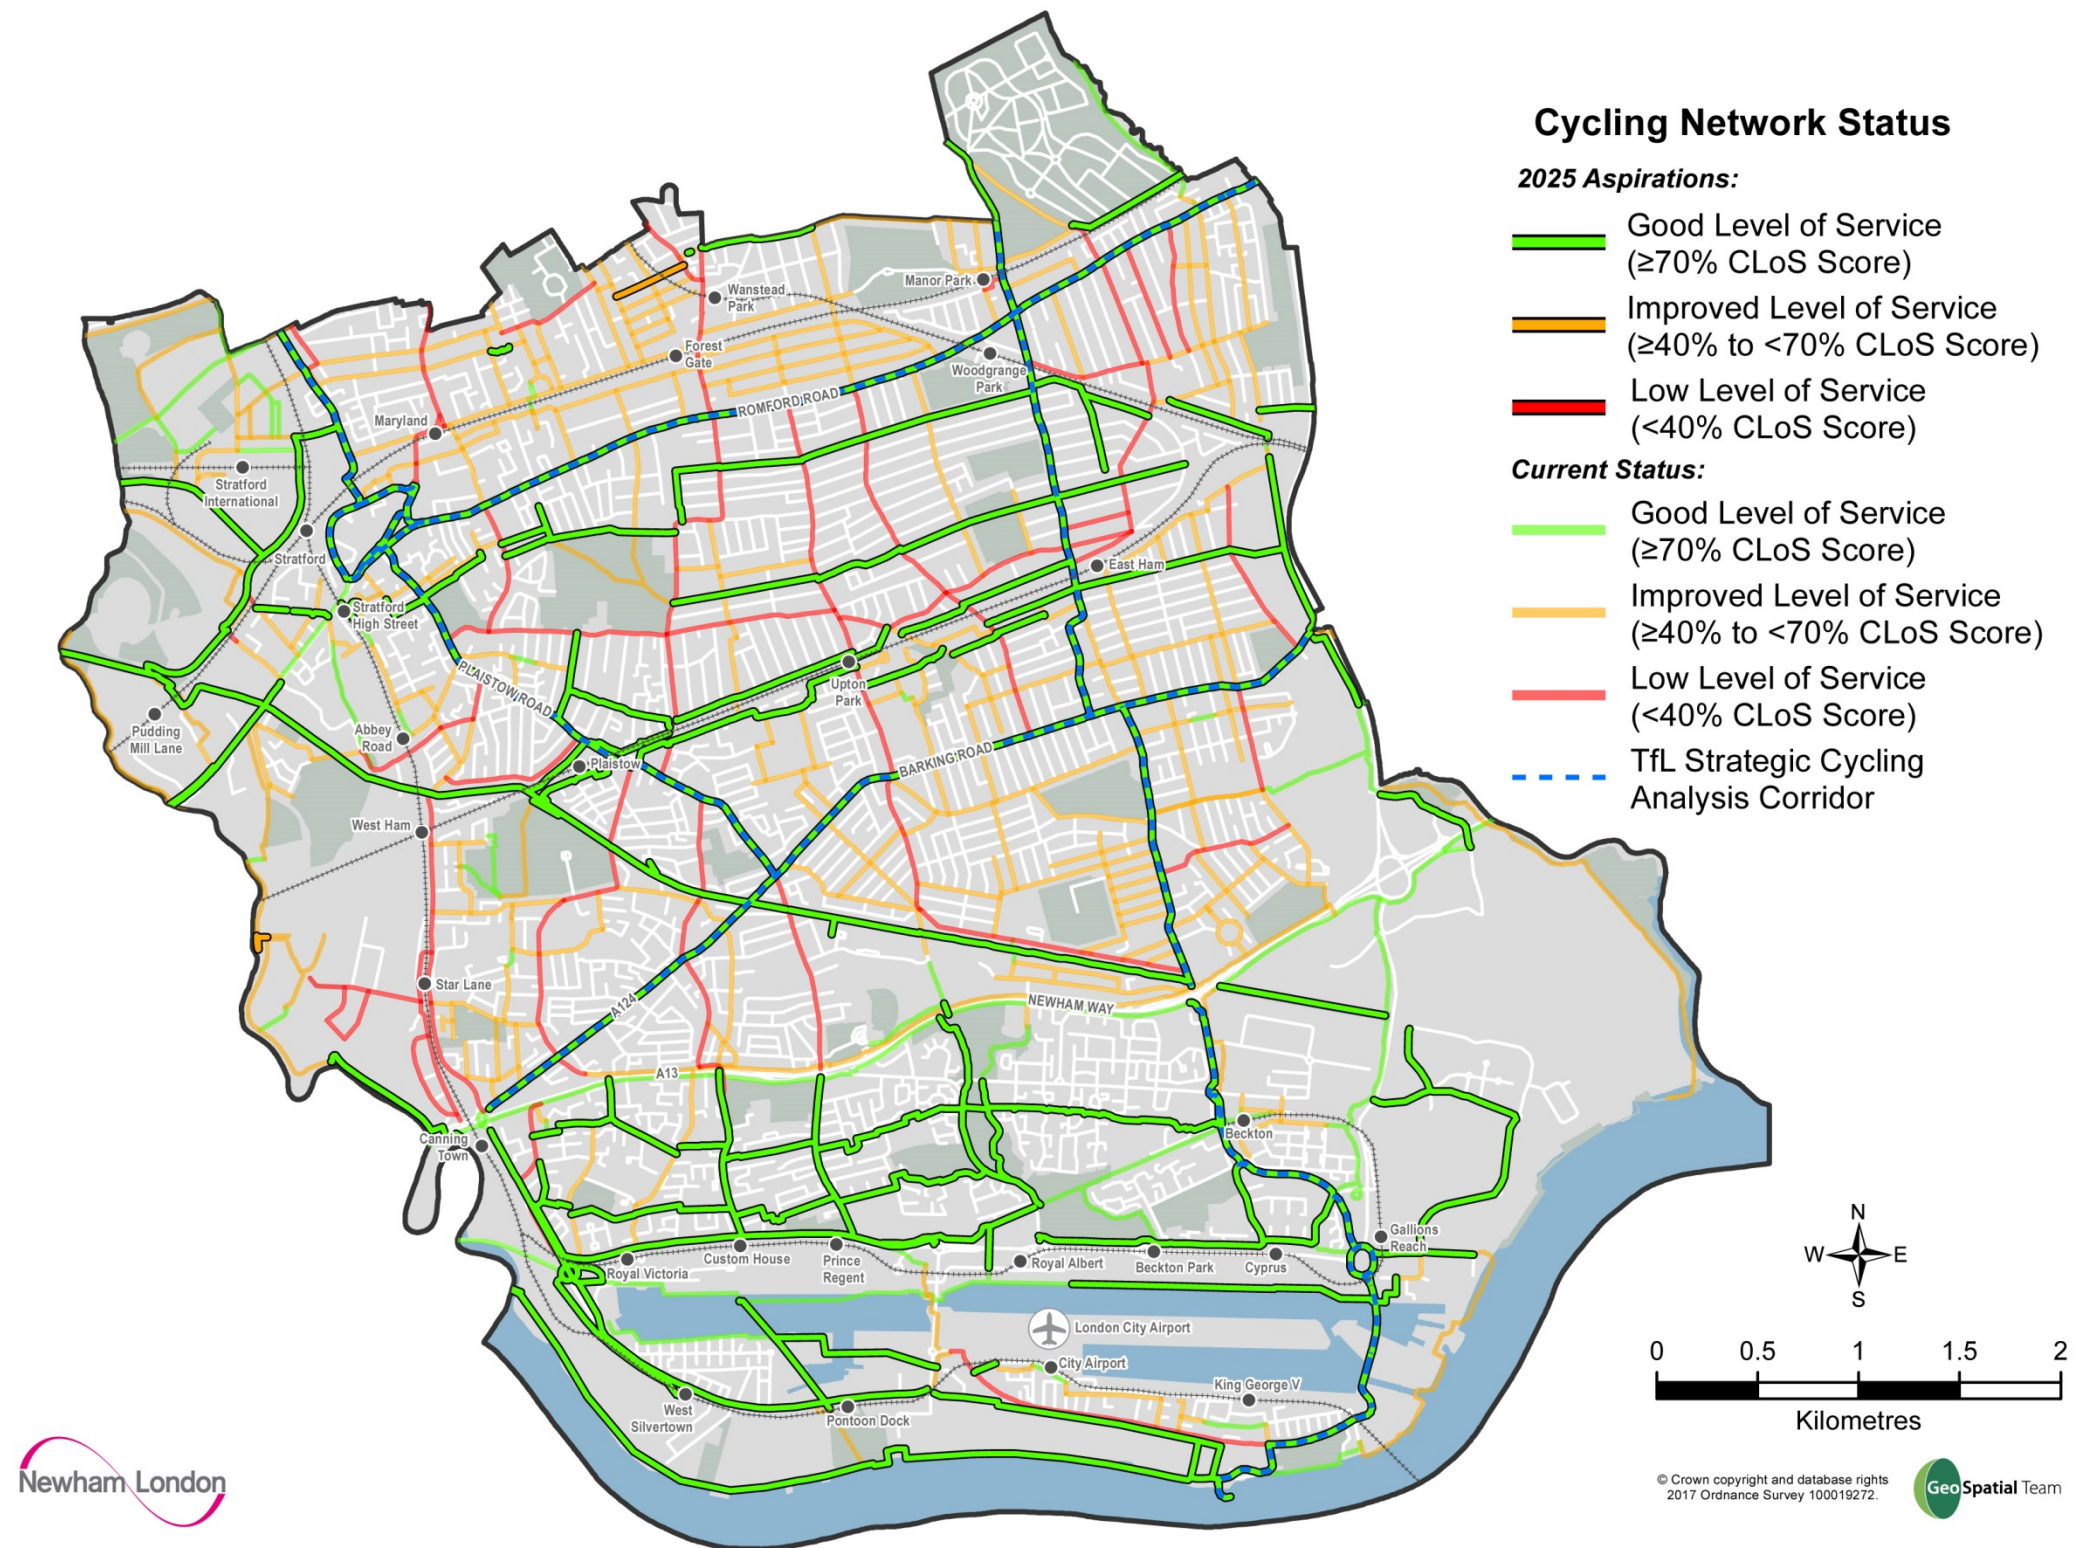 Cycling Network Status
2025 Aspirations:
Good Level of Service
(≥70% CLoS Score)
Improved Level of Service
(≥40% to <70% CLoS Score)
Low Level of Service
(<40% CLoS Score)
Current Status:
Good Level of Service
(≥70% CLoS Score)
Improved Level of Service
(≥40% to <70% CLoS Score)
Low Level of Service
(<40% CLoS Score)
TfL Strategic Cycling
Analysis Corridor
Manor Park
Wanstead
Park
Forest
Gate
Woodgrange
Park
ROMFORD ROAD
Maryland
Stratford
International
Stratford
East Ham
Stratford
High Street
PLAISTOW ROAD
Upton
Park
Pudding
Mill Lane
Abbey
Road
Plaistow
BARKING ROAD
West Ham
Star Lane
A124
NEWHAM WAY
A13
Canning
Town
Beckton
Gallions
Reach
Royal Victoria
Custom House
Prince
Regent
Royal Albert
Beckton Park
Cyprus
London City Airport
City Airport
King George V
West
Silvertown
Pontoon Dock
N
W
E
S
0 0.5 1 1.5 2
Kilometres
Newham London
© Crown copyright and database rights
2017 Ordnance Survey 100019272.
GeoSpatial Team